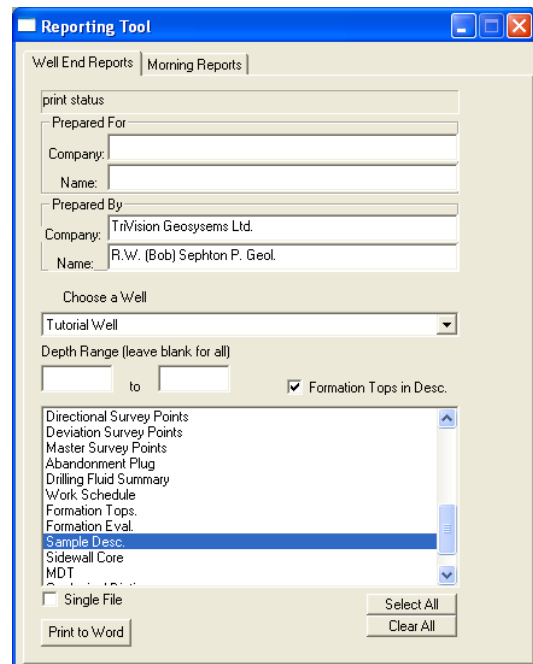 Reporting Tool
Well End Reports Morning Reports
print status
Prepared For
Company:
Name:
Prepared By
Company: TriVision Geosysems Ltd.
Name: R.W. (Bob) Sephton P. Geol.
Choose a Well
Tutorial Well
Depth Range (leave blank for all)
to Formation Tops in Desc.
Directional Survey Points
Deviation Survey Points
Master Survey Points
Abandonment Plug
Drilling Fluid Summary
Work Schedule
Formation Tops.
Formation Eval.
Sample Desc.
Sidewall Core
MDT
Single File
Select All
Print to Word
Clear All